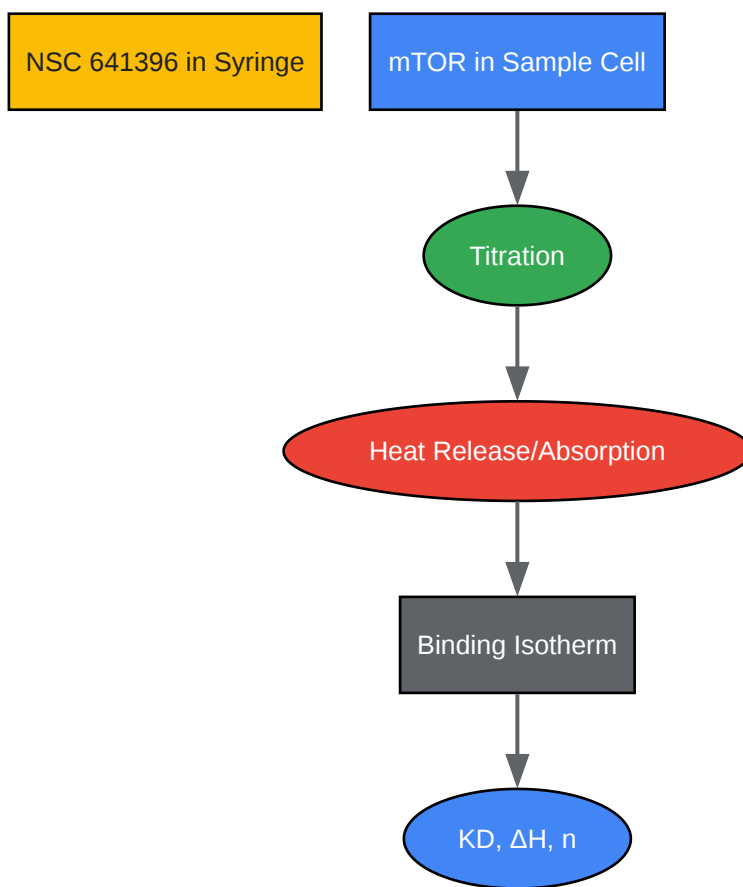 NSC 641396 in Syringe
mTOR in Sample Cell
Titration
Heat Release/Absorption
Binding Isotherm
KD, ΔH, n